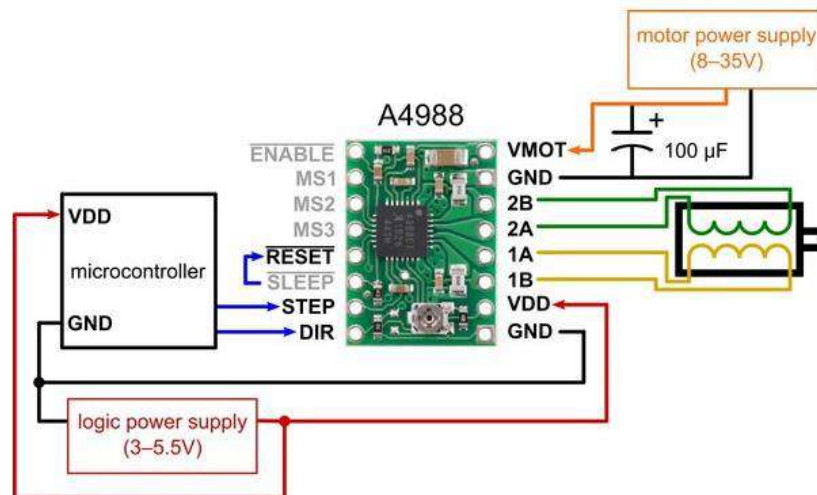 motor power supply
(8–35V)
A4988
+
100 µF
ENABLE
MS1
MS2
MS3
RESET
SLEEP
STEP
DIR
VMOT
GND
2B
2A
1A
1B
VDD
GND
VDD
microcontroller
GND
logic power supply
(3–5.5V)